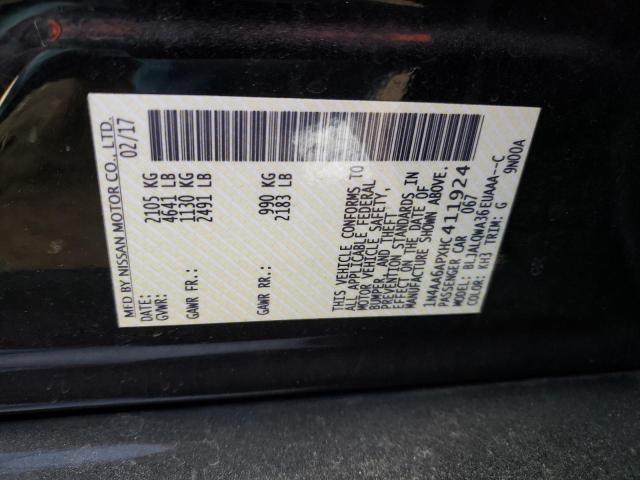 MFD BY NISSAN MOTOR CO., LTD.
02/17
GVWR: 2105 KG
4641 LB
GAWR FR.: 1130 KG
2491 LB
GAWR RR.: 990 KG
2183 LB
THIS VEHICLE CONFORMS TO
ALL APPLICABLE FEDERAL
MOTOR VEHICLE SAFETY,
BUMPER AND THEFT
PREVENTION STANDARDS IN
EFFECT ON THE DATE OF
MANUFACTURE SHOWN ABOVE.
1N4AA6APXHC411924
PASSENGER CAR 067
MODEL: BLJALQWA36EUAAA--C
COLOR: KH3 TRIM: G 9N00A